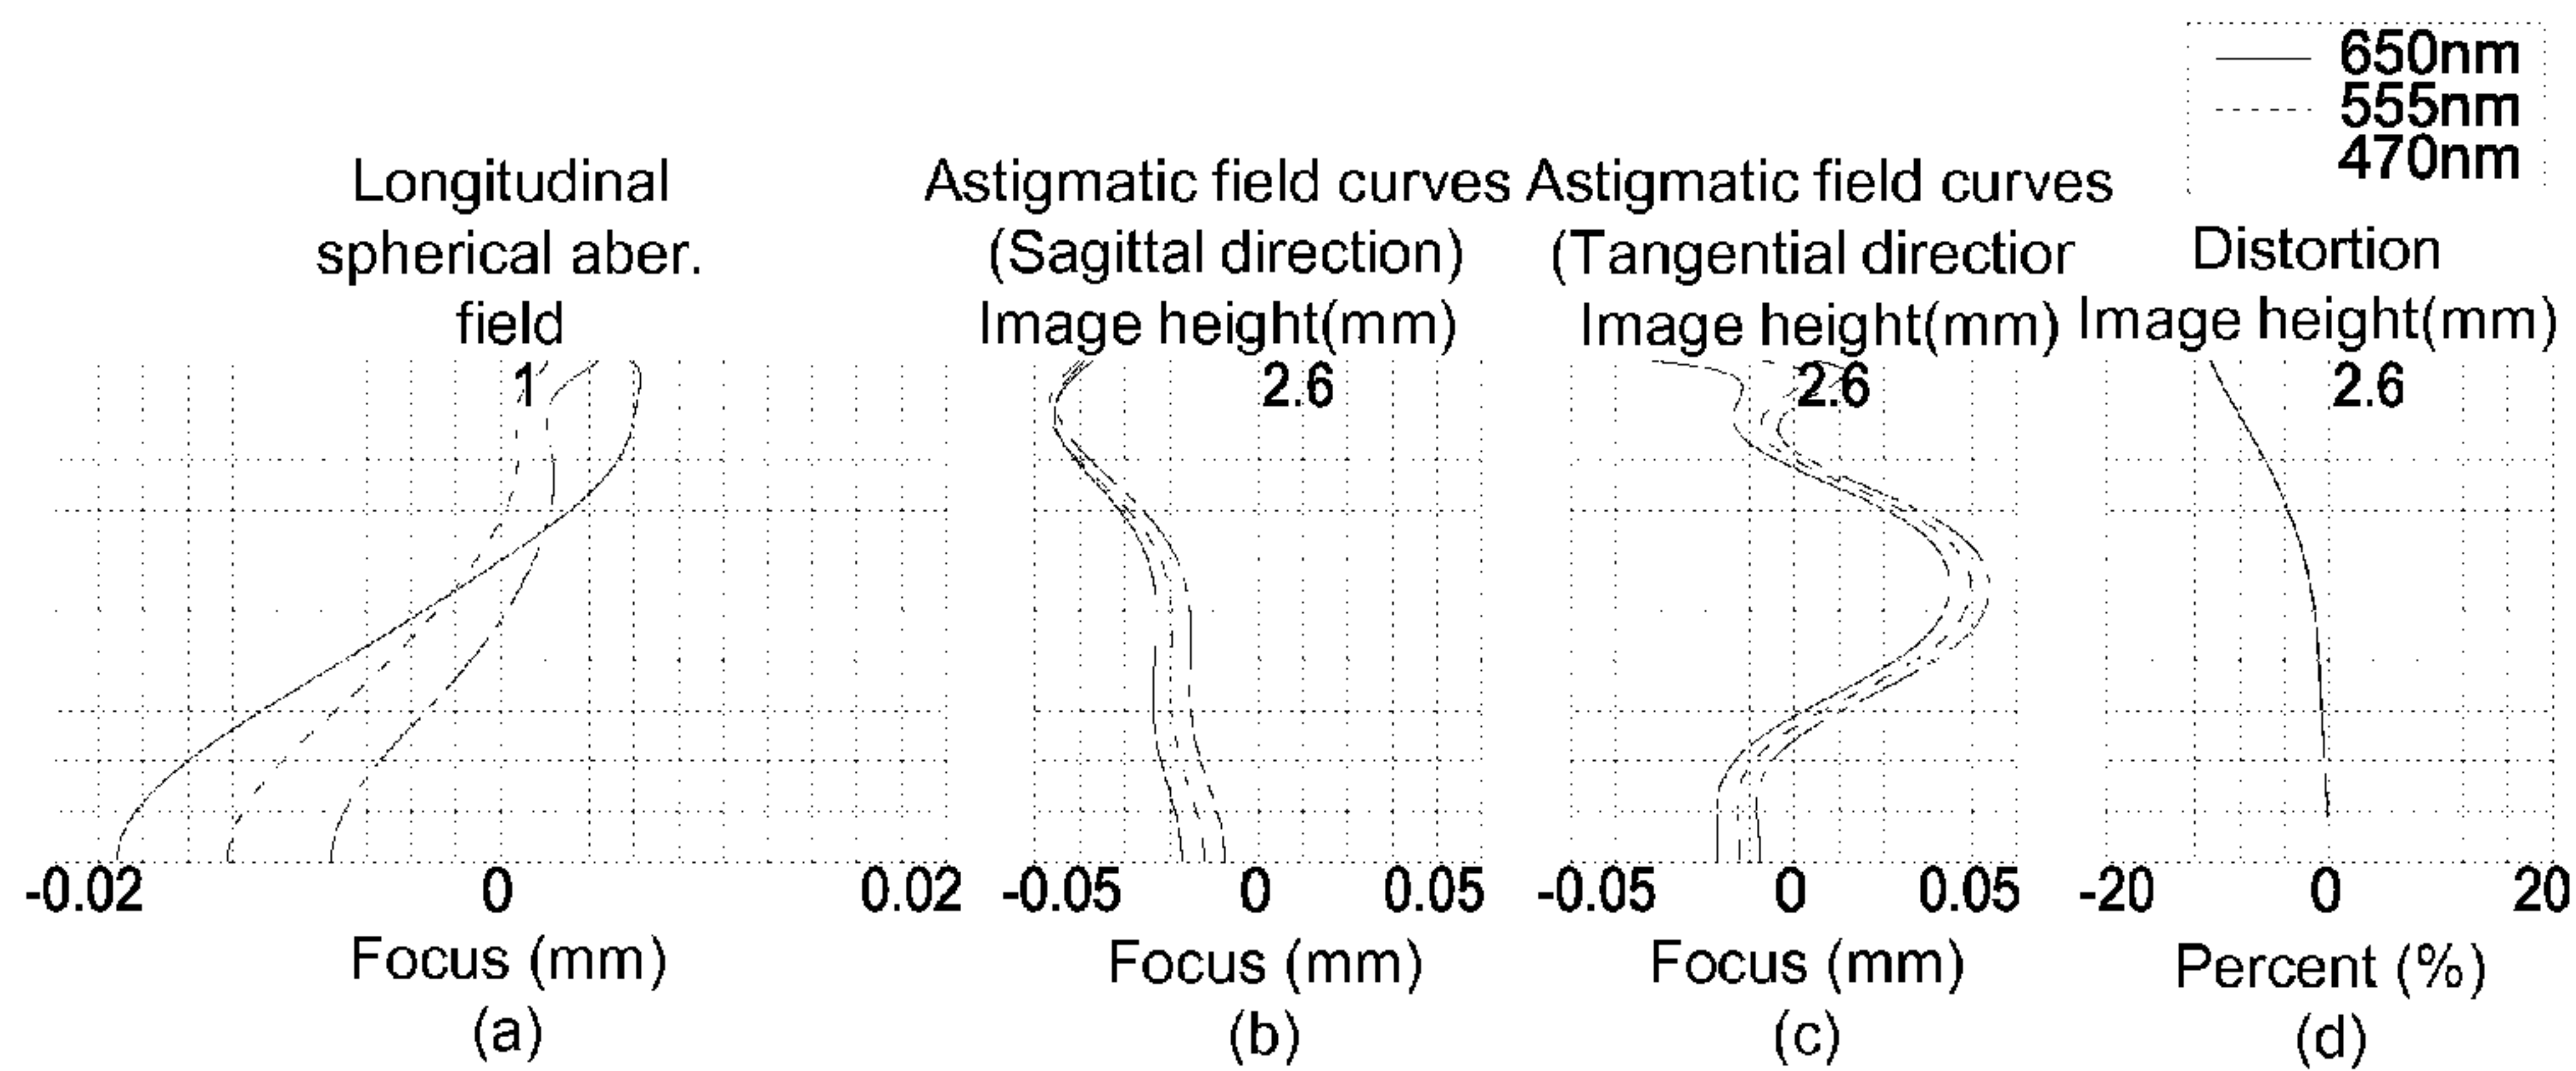 650nm
555nm
470nm
Longitudinal
spherical aber.
field
1
Astigmatic field curves
(Sagittal direction)
Image height(mm)
2.6
Astigmatic field curves
(Tangential direction
Image height(mm)
2.6
Distortion
Image height(mm)
2.6
-0.02 0 0.02
Focus (mm)
(a)
-0.05 0 0.05
Focus (mm)
(b)
-0.05 0 0.05
Focus (mm)
(c)
-20 0 20
Percent (%)
(d)